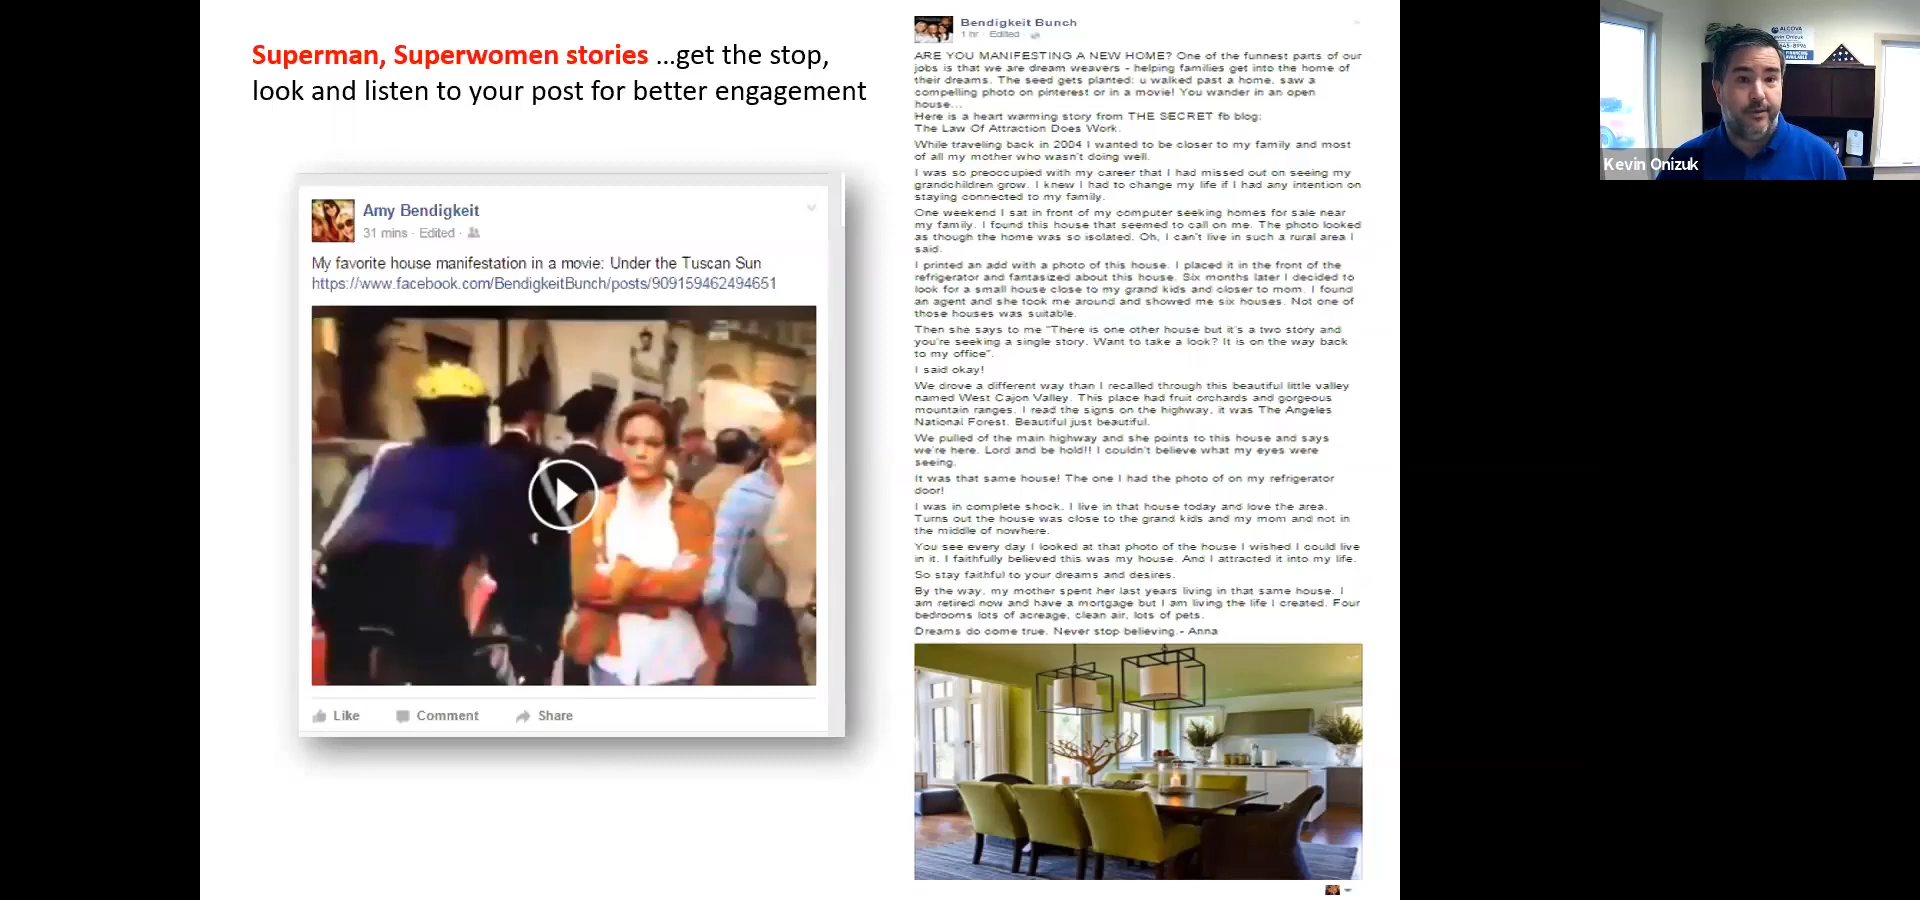 Superman, Superwomen stories ...get the stop,
look and listen to your post for better engagement
Amy Bendigkeit
31 mins · Edited ·
My favorite house manifestation in a movie: Under the Tuscan Sun
https://www.facebook.com/BendigkeitBunch/posts/909159462494651
Like Comment Share
Bendigkeit Bunch
1 hr · Edited ·
ARE YOU MANIFESTING A NEW HOME? One of the funnest parts of our
jobs is that we are dream weavers - helping families get into the home of
their dreams. The seed gets planted: u walked past a home, saw a
compelling photo on pinterest or in a movie! You wander in an open
house...
Here is a heart warming story from THE SECRET fb blog:
The Law Of Attraction Does Work.
While traveling back in 2004 I wanted to be closer to my family and most
of all my mother who wasn't doing well.
I was so preoccupied with my career that I had missed out on seeing my
grandchildren grow. I knew I had to change my life if I had any intention on
staying connected to my family.
One weekend I sat in front of my computer seeking homes for sale near
my family. I found this house that seemed to call on me. The photo looked
as though the home was so isolated. Oh, I can't live in such a rural area I
said.
I printed an add with a photo of this house. I placed it in the front of the
refrigerator and fantasized about this house. Six months later I decided to
look for a small house close to my grand kids and closer to mom. I found
an agent and she took me around and showed me six houses. Not one of
those houses was suitable.
Then she says to me "There is one other house but it's a two story and
you're seeking a single story. Want to take a look? It is on the way back
to my office".
I said okay!
We drove a different way than I recalled through this beautiful little valley
named West Cajon Valley. This place had fruit orchards and gorgeous
mountain ranges. I read the signs on the highway, it was The Angeles
National Forest. Beautiful just beautiful.
We pulled of the main highway and she points to this house and says
we're here. Lord and be hold!! I couldn't believe what my eyes were
seeing.
It was that same house! The one I had the photo of on my refrigerator
door!
I was in complete shock. I live in that house today and love the area.
Turns out the house was close to the grand kids and my mom and not in
the middle of nowhere.
You see every day I looked at that photo of the house I wished I could live
in it. I faithfully believed this was my house. And I attracted it into my life.
So stay faithful to your dreams and desires.
By the way, my mother spent her last years living in that same house. I
am retired now and have a mortgage but I am living the life I created. Four
bedrooms lots of acreage, clean air, lots of pets.
Dreams do come true. Never stop believing.- Anna
ALCOVA
Kevin Onizuk
FINANCING
AVAILABLE
Kevin Onizuk